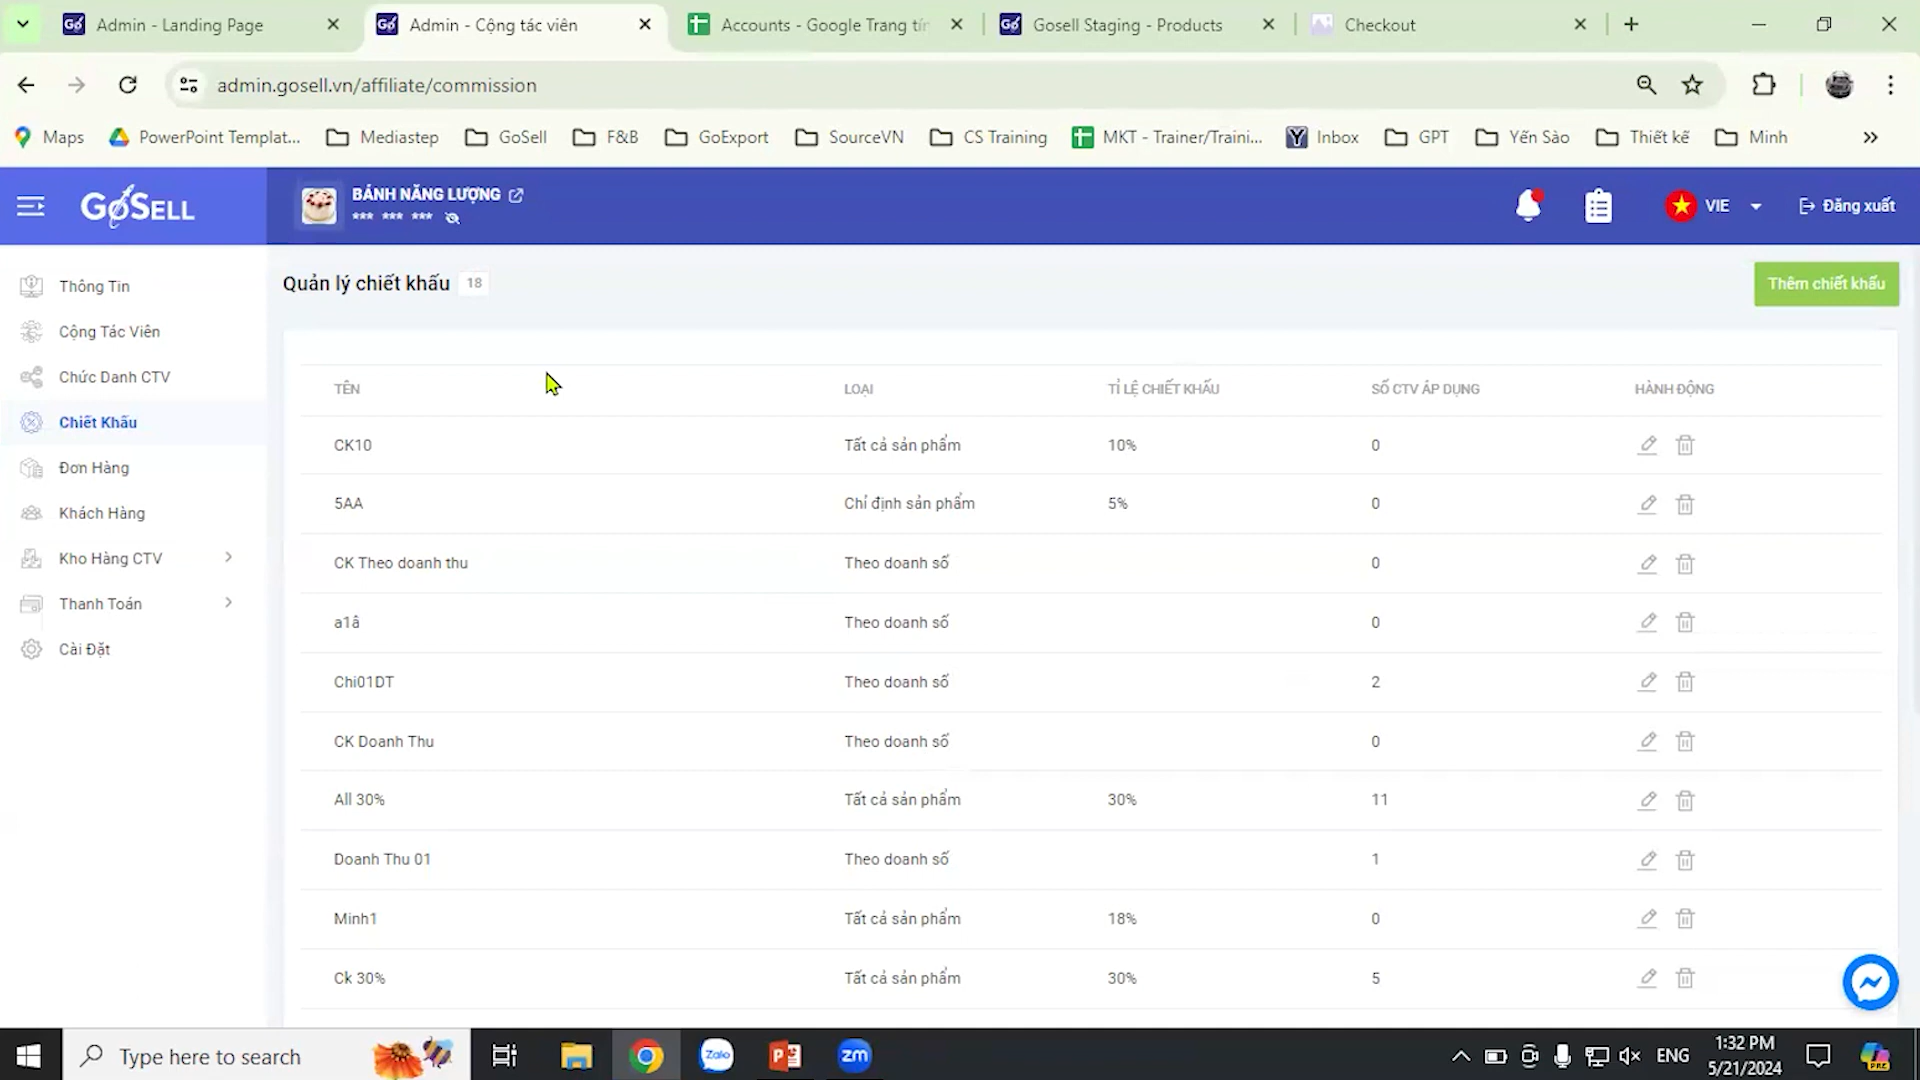 Admin - Landing Page
Admin - Cộng tác viên
Accounts - Google Trang tín
Gosell Staging - Products
Checkout
admin.gosell.vn/affiliate/commission
Maps
PowerPoint Templat...
Mediastep
GoSell
F&B
GoExport
SourceVN
CS Training
MKT - Trainer/Traini...
Inbox
GPT
Yến Sào
Thiết kế
Minh
GoSELL
BÁNH NĂNG LƯỢNG
*** *** ***
VIE
Đăng xuất
Thông Tin
Cộng Tác Viên
Chức Danh CTV
Chiết Khấu
Đơn Hàng
Khách Hàng
Kho Hàng CTV
Thanh Toán
Cài Đặt
Quản lý chiết khấu 18
Thêm chiết khấu
TÊN LOẠI TỈ LỆ CHIẾT KHẤU SỐ CTV ÁP DỤNG HÀNH ĐỘNG
CK10 Tất cả sản phẩm 10% 0
5AA Chỉ định sản phẩm 5% 0
CK Theo doanh thu Theo doanh số 0
a1â Theo doanh số 0
Chi01DT Theo doanh số 2
CK Doanh Thu Theo doanh số 0
All 30% Tất cả sản phẩm 30% 11
Doanh Thu 01 Theo doanh số 1
Minh1 Tất cả sản phẩm 18% 0
Ck 30% Tất cả sản phẩm 30% 5
Type here to search
Zalo
zm
ENG
1:32 PM
5/21/2024
PRE